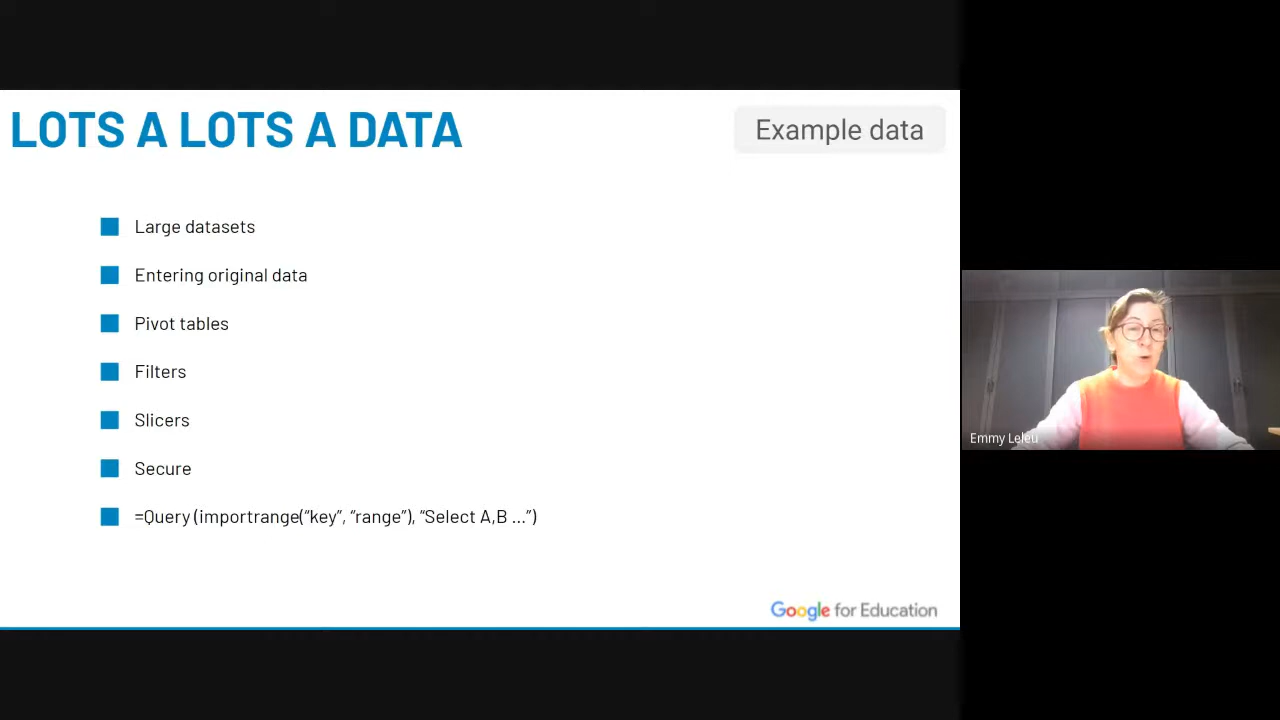 LOTS A LOTS A DATA
Example data
Large datasets
Entering original data
Pivot tables
Filters
Slicers
Secure
=Query (importrange(“key”, “range”), “Select A,B ...”)
Google for Education
Emmy Leleu